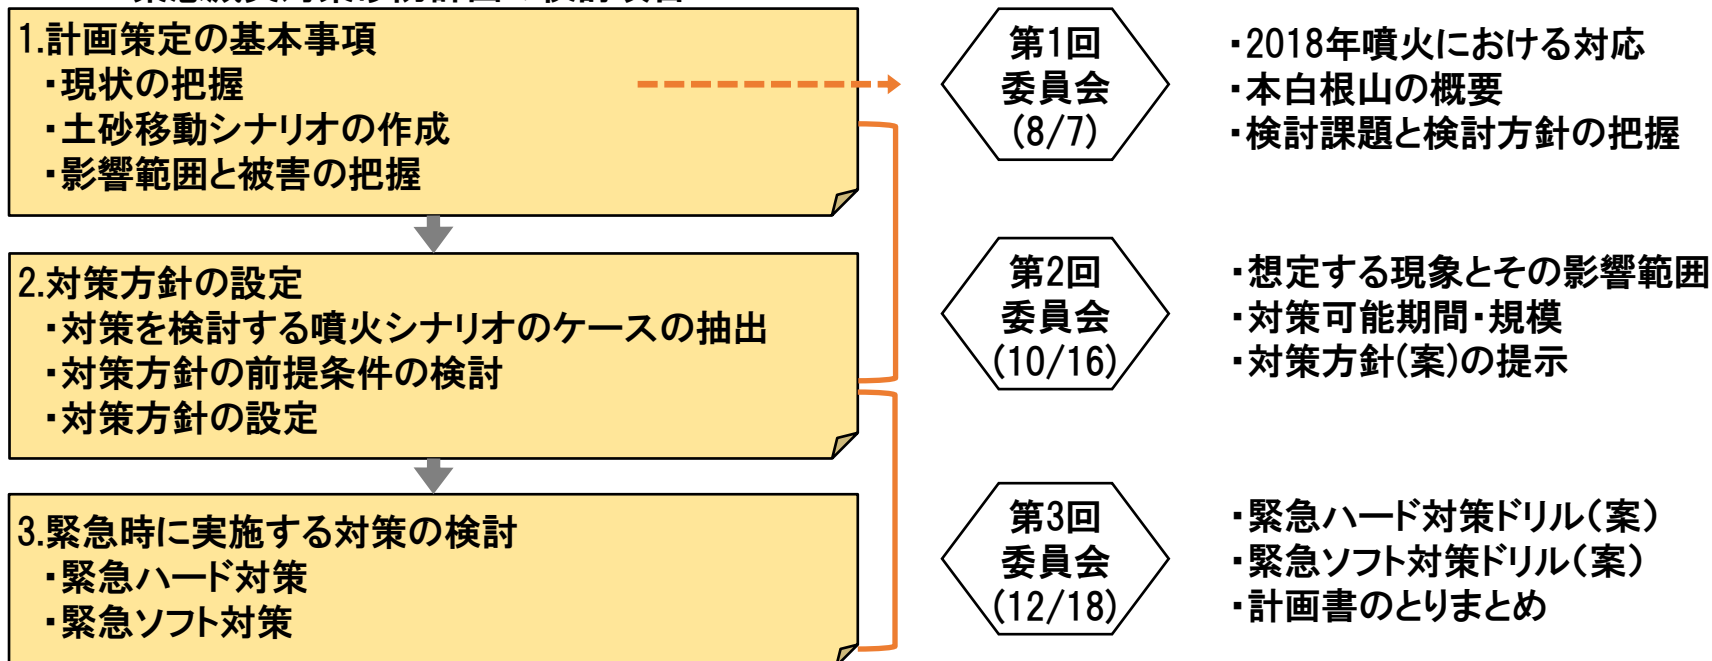 1.計画策定の基本事項
・現状の把握
・土砂移動シナリオの作成
・影響範囲と被害の把握
2.対策方針の設定
・対策を検討する噴火シナリオのケースの抽出
・対策方針の前提条件の検討
・対策方針の設定
3.緊急時に実施する対策の検討
・緊急ハード対策
・緊急ソフト対策
第1回
委員会
(8/7)
・2018年噴火における対応
・本白根山の概要
・検討課題と検討方針の把握
第2回
委員会
(10/16)
・想定する現象とその影響範囲
・対策可能期間・規模
・対策方針(案)の提示
第3回
委員会
(12/18)
・緊急ハード対策ドリル(案)
・緊急ソフト対策ドリル(案)
・計画書のとりまとめ